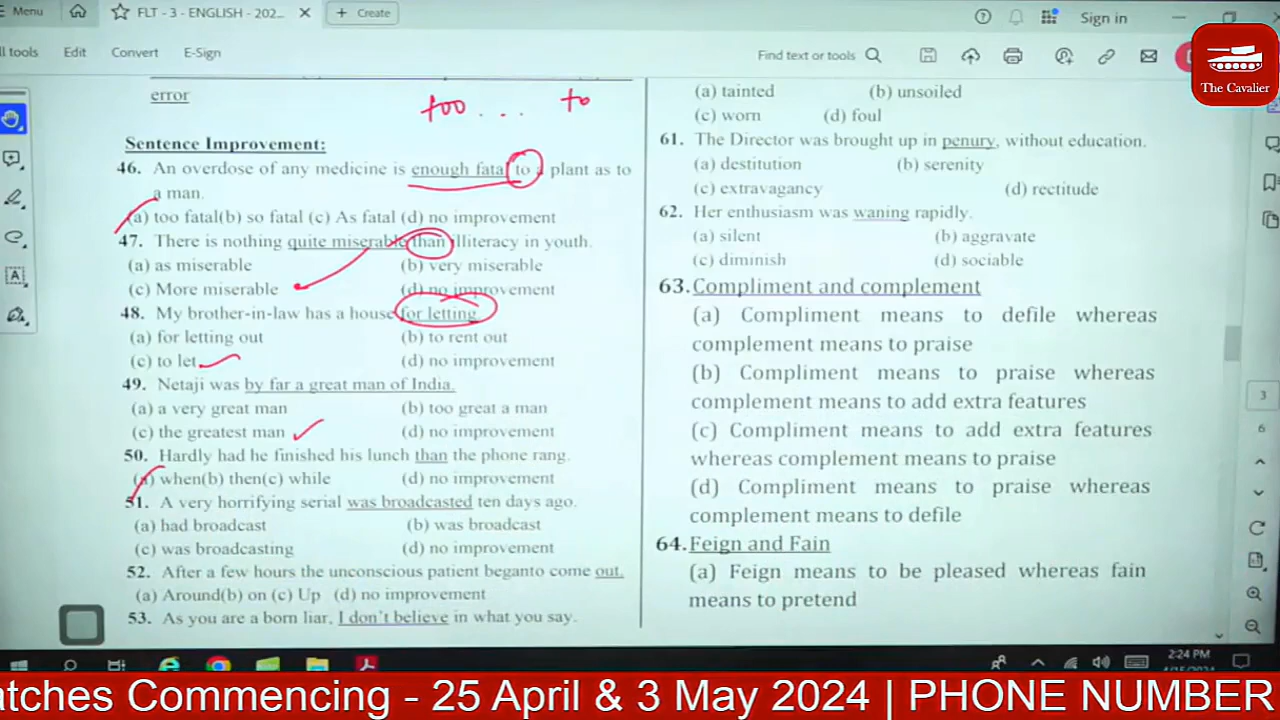 Menu
FLT - 3 - ENGLISH - 202...
Create
Sign in
ll tools
Edit
Convert
E-Sign
Find text or tools
The Cavalier
error
too... to
Sentence Improvement:
46. An overdose of any medicine is enough fatal to a plant as to
a man.
(a) too fatal(b) so fatal (c) As fatal (d) no improvement
47. There is nothing quite miserable than illiteracy in youth.
(a) as miserable (b) very miserable
(c) More miserable (d) no improvement
48. My brother-in-law has a house for letting.
(a) for letting out (b) to rent out
(c) to let (d) no improvement
49. Netaji was by far a great man of India.
(a) a very great man (b) too great a man
(c) the greatest man (d) no improvement
50. Hardly had he finished his lunch than the phone rang.
(a) when(b) then(c) while (d) no improvement
51. A very horrifying serial was broadcasted ten days ago.
(a) had broadcast (b) was broadcast
(c) was broadcasting (d) no improvement
52. After a few hours the unconscious patient beganto come out.
(a) Around(b) on (c) Up (d) no improvement
53. As you are a born liar, I don't believe in what you say.
(a) tainted (b) unsoiled
(c) worn (d) foul
61. The Director was brought up in penury, without education.
(a) destitution (b) serenity
(c) extravagancy (d) rectitude
62. Her enthusiasm was waning rapidly.
(a) silent (b) aggravate
(c) diminish (d) sociable
63. Compliment and complement
(a) Compliment means to defile whereas
complement means to praise
(b) Compliment means to praise whereas
complement means to add extra features
(c) Compliment means to add extra features
whereas complement means to praise
(d) Compliment means to praise whereas
complement means to defile
64. Feign and Fain
(a) Feign means to be pleased whereas fain
means to pretend
3
6
2:24 PM
atches Commencing - 25 April & 3 May 2024 | PHONE NUMBER